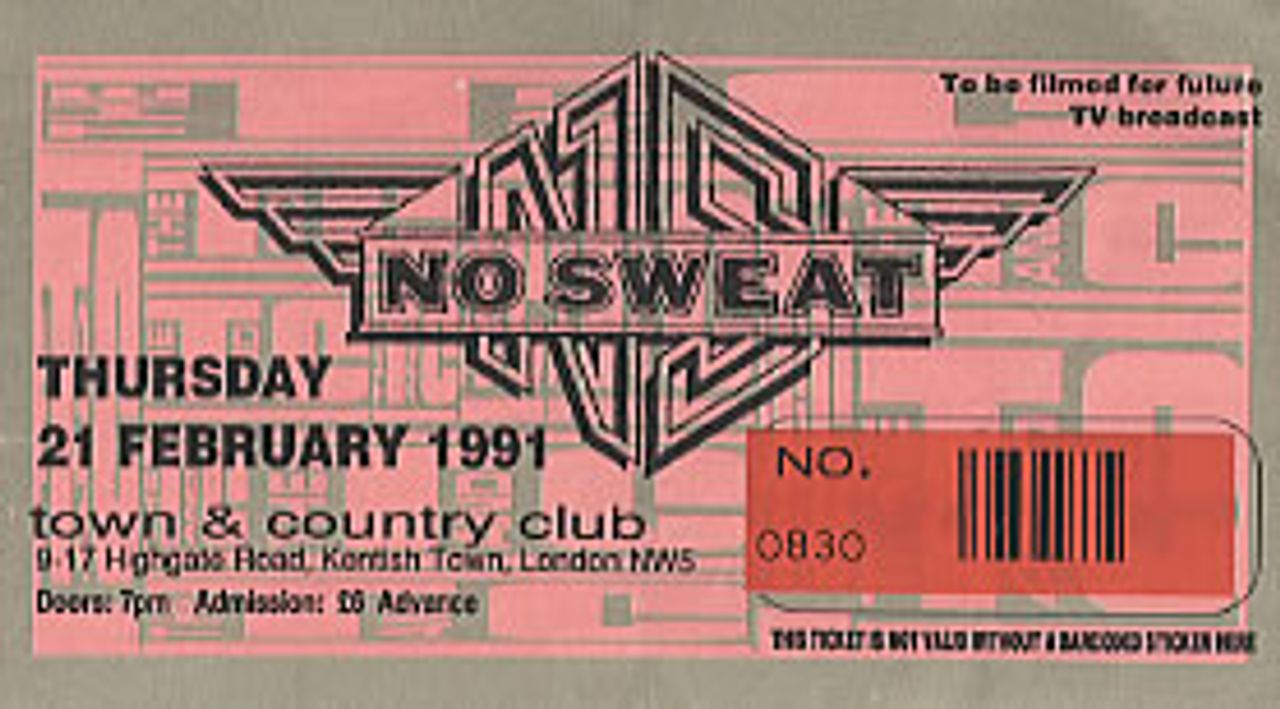 To be filmed for future
TV broadcast
NS
NO SWEAT
THURSDAY
21 FEBRUARY 1991
town & country club
9-17 Highgate Road, Kentish Town, London NW5
Doors: 7pm Admission: £6 Advance
NO.
0830
THIS TICKET IS NOT VALID WITHOUT A BARCODED STICKER HERE